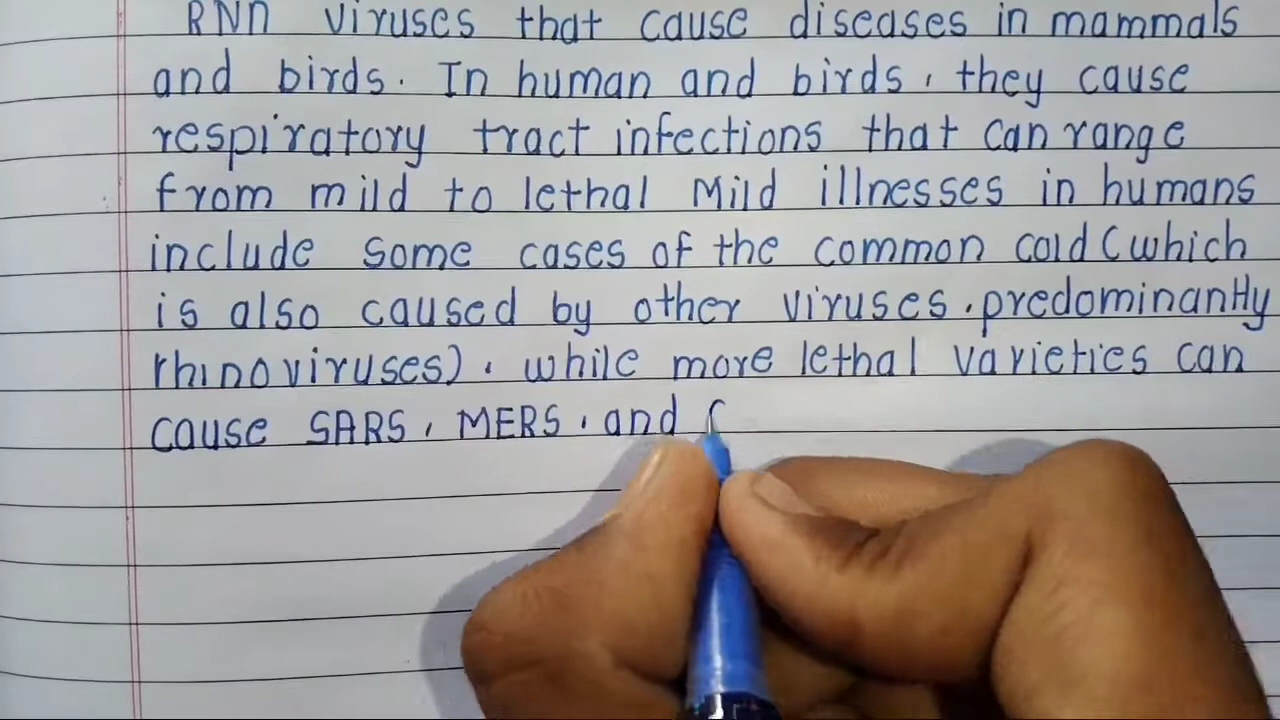 RNA viruses that cause diseases in mammals
and birds. In human and birds, they cause
respiratory tract infections that can range
from mild to lethal Mild illnesses in humans
include some cases of the common cold (which
is also caused by other viruses.predominantly
rhinoviruses), while more lethal varieties can
cause SARS, MERS, and C